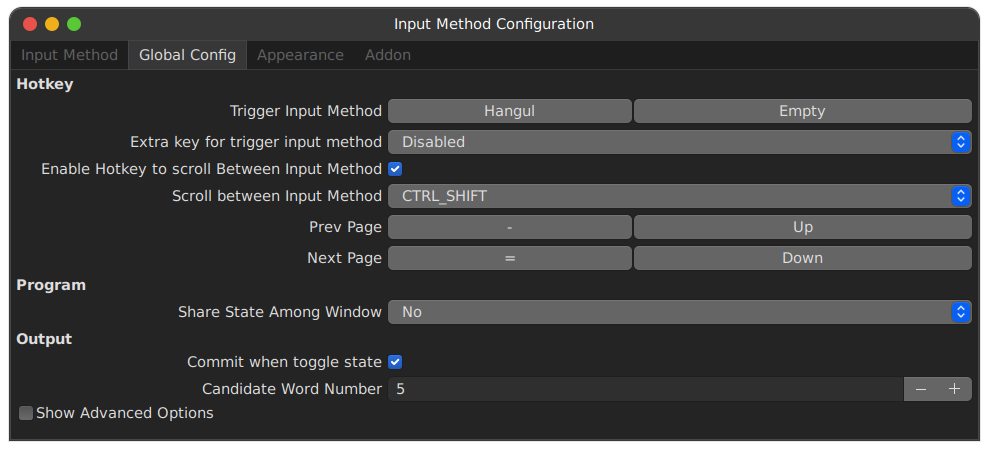 Input Method Configuration
Input Method Global Config Appearance Addon
Hotkey
Trigger Input Method Hangul Empty
Extra key for trigger input method Disabled
Enable Hotkey to scroll Between Input Method
Scroll between Input Method CTRL_SHIFT
Prev Page - Up
Next Page = Down
Program
Share State Among Window No
Output
Commit when toggle state
Candidate Word Number 5 − +
Show Advanced Options